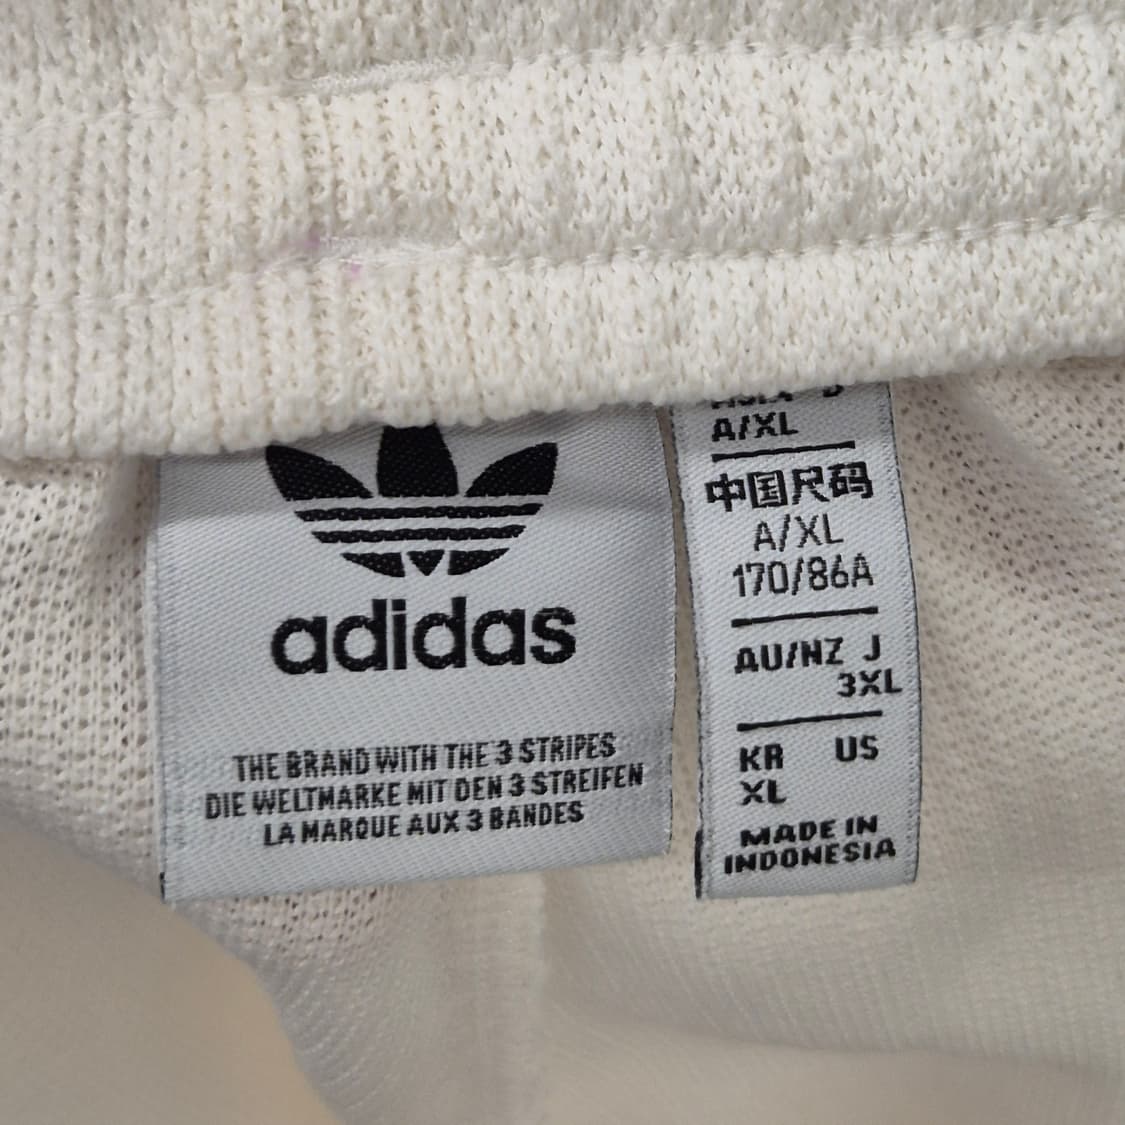 adidas
THE BRAND WITH THE 3 STRIPES
DIE WELTMARKE MIT DEN 3 STREIFEN
LA MARQUE AUX 3 BANDES
A/XL
中国尺码
A/XL
170/86A
AU/NZ J
3XL
KR US
XL
MADE IN
INDONESIA